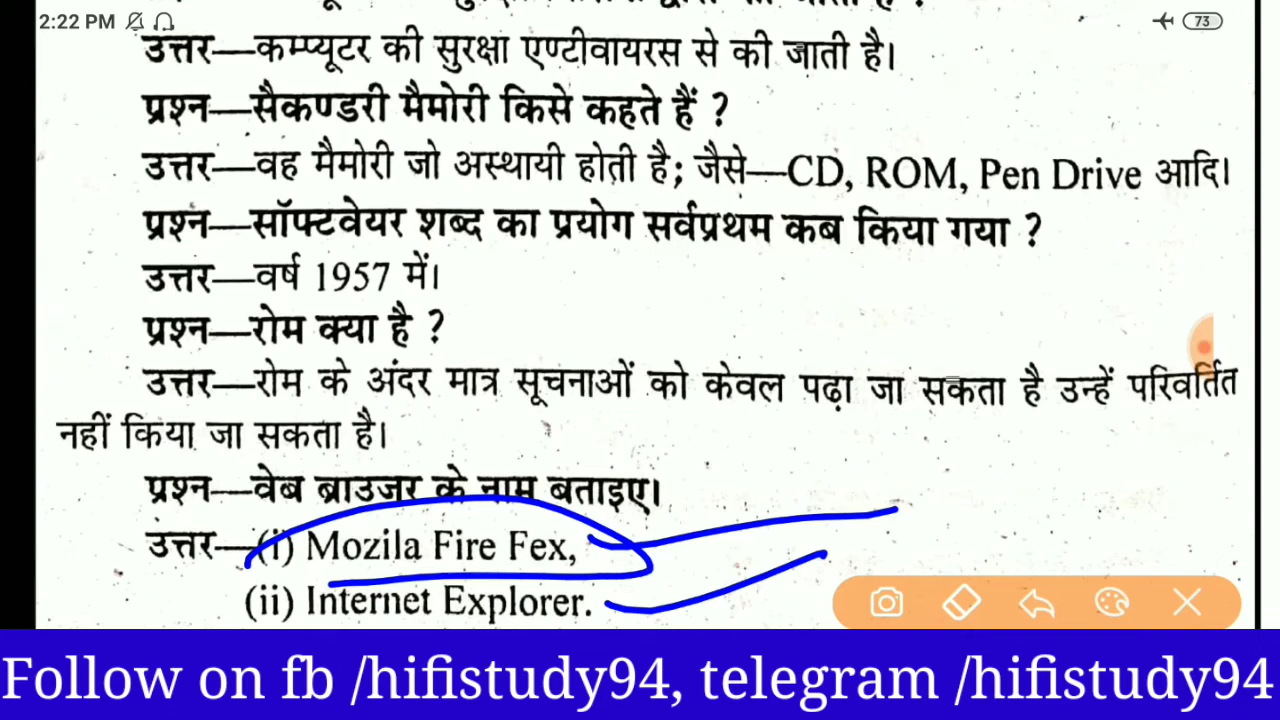 2:22 PM
73
उत्तर—कम्प्यूटर की सुरक्षा एण्टीवायरस से की जाती है।
प्रश्न—सैकण्डरी मैमोरी किसे कहते हैं ?
उत्तर—वह मैमोरी जो अस्थायी होती है; जैसे—CD, ROM, Pen Drive आदि।
प्रश्न—सॉफ्टवेयर शब्द का प्रयोग सर्वप्रथम कब किया गया ?
उत्तर—वर्ष 1957 में।
प्रश्न—रोम क्या है ?
उत्तर—रोम के अंदर मात्र सूचनाओं को केवल पढ़ा जा सकता है उन्हें परिवर्तित
नहीं किया जा सकता है।
प्रश्न—वेब ब्राउजर के नाम बताइए।
उत्तर—(i) Mozila Fire Fex,
(ii) Internet Explorer.
Follow on fb /hifistudy94, telegram /hifistudy94